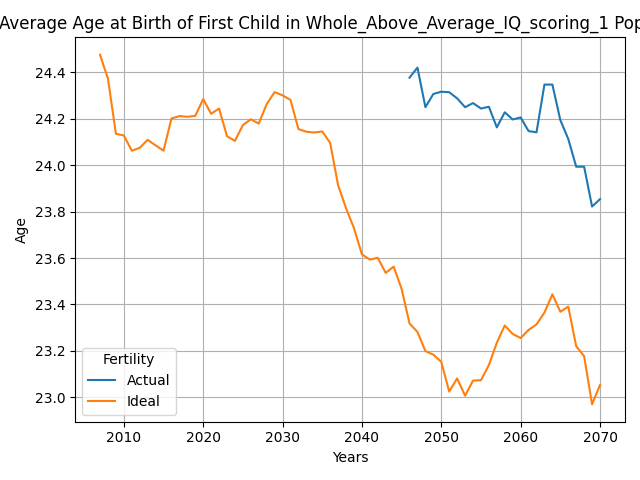 Average Age at Birth of First Child in Whole_Above_Average_IQ_scoring_1 Pop
24.4
24.2
24.0
23.8
23.6
23.4
23.2
23.0
Age
Fertility
Actual
Ideal
2010 2020 2030 2040 2050 2060 2070
Years